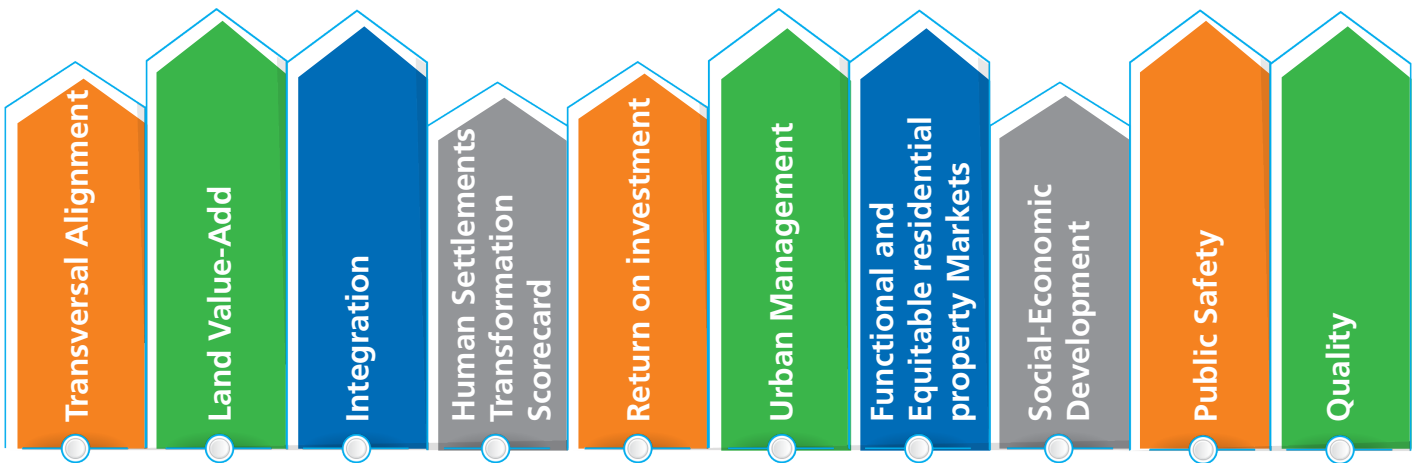 Transversal Alignment
Land Value-Add
Integration
Human Settlements
Transformation
Scorecard
Return on investment
Urban Management
Functional and
Equitable residential
property Markets
Social-Economic
Development
Public Safety
Quality